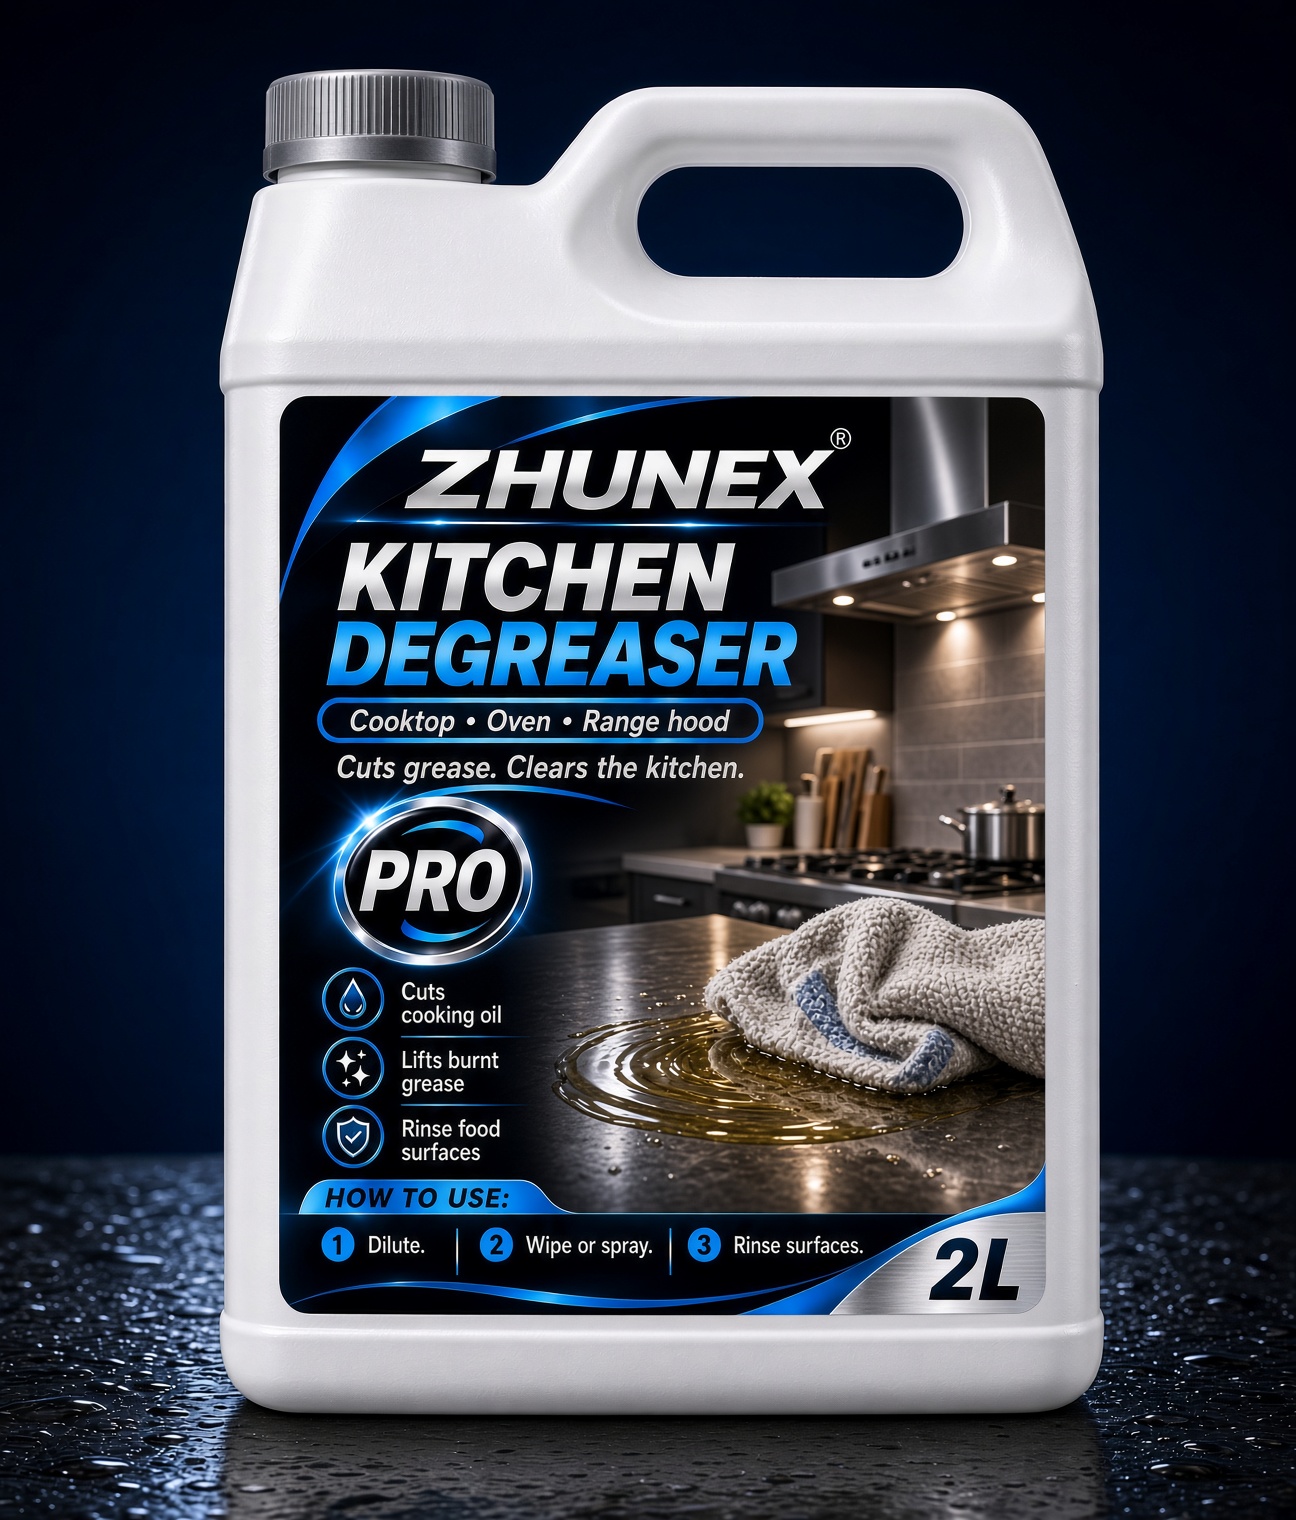 ZHUNEX®
KITCHEN
DEGREASER
Cooktop • Oven • Range hood
Cuts grease. Clears the kitchen.
PRO
Cuts
cooking oil
Lifts burnt
grease
Rinse food
surfaces
HOW TO USE:
1 Dilute.
2 Wipe or spray.
3 Rinse surfaces.
2L